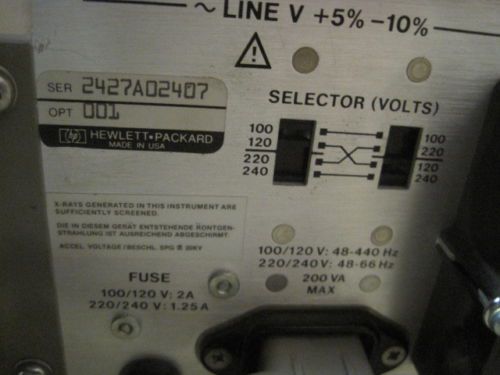 ~ LINE V +5% -10%
SER 2427A02407
OPT 001
hp HEWLETT•PACKARD
MADE IN USA
SELECTOR (VOLTS)
100
120
220
240
100
220
120
240
X-RAYS GENERATED IN THIS INSTRUMENT ARE
SUFFICIENTLY SCREENED.
DIE IN DIESEM GERÄT ENTSTEHENDE RÖNTGEN-
STRAHLUNG IST AUSREICHEND ABGESCHIRMT.
ACCEL VOLTAGE/BESCHL SPG 20KV
100/120 V: 48-440 Hz
220/240 V: 48-66 Hz
200 VA
MAX
FUSE
100/120 V: 2A
220/240 V: 1.25 A